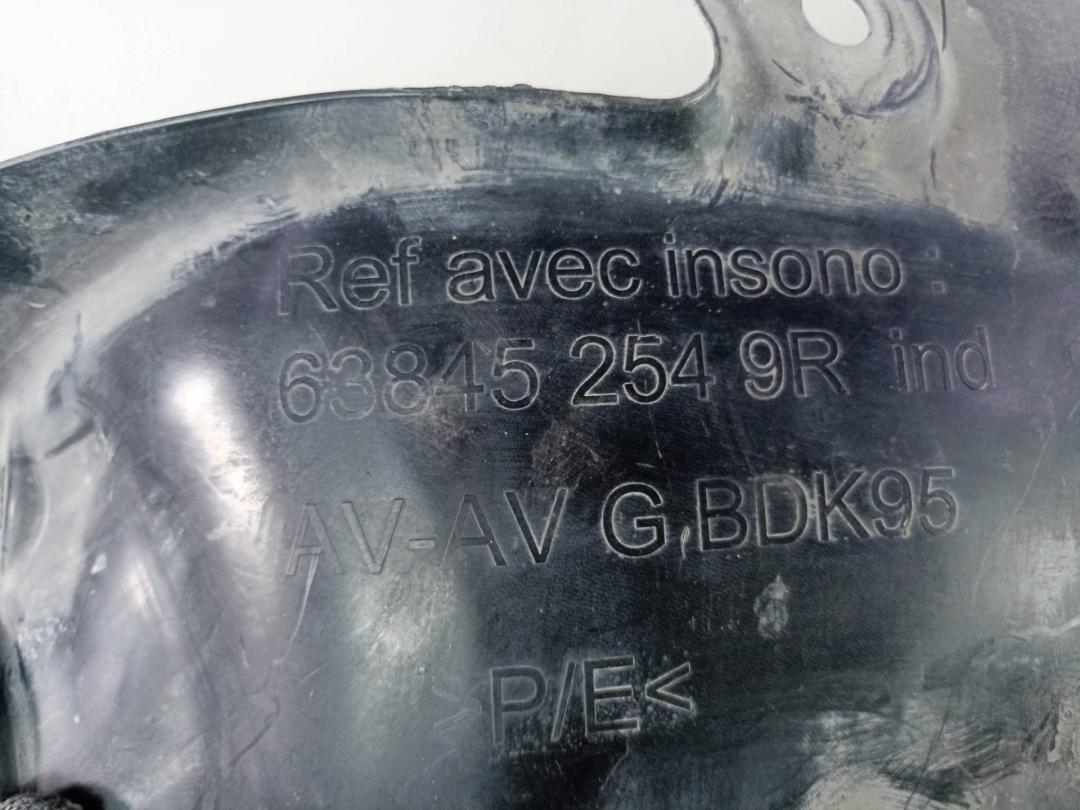 Ref avec insono :
63845 254 9R ind
AV-AV G,BDK95
>P/E<